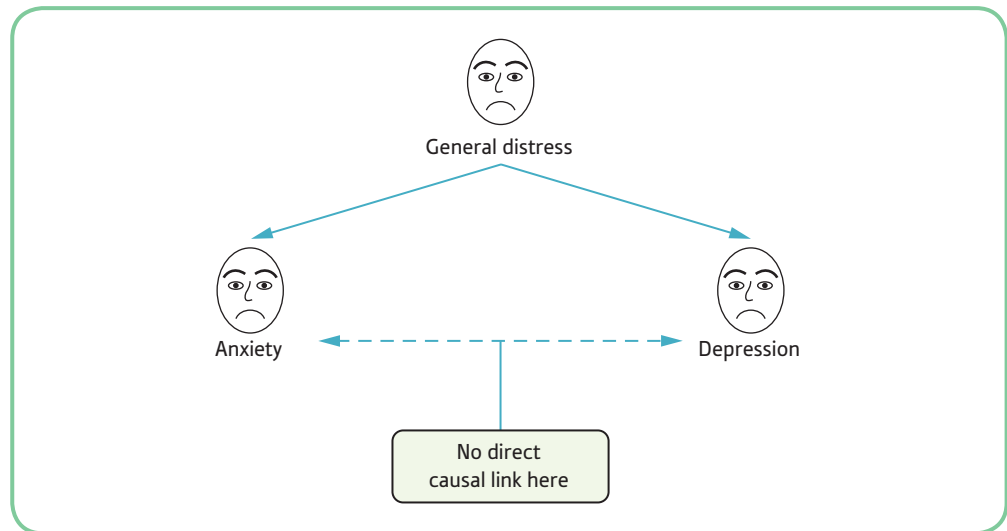 General distress
Anxiety
Depression
No direct
causal link here